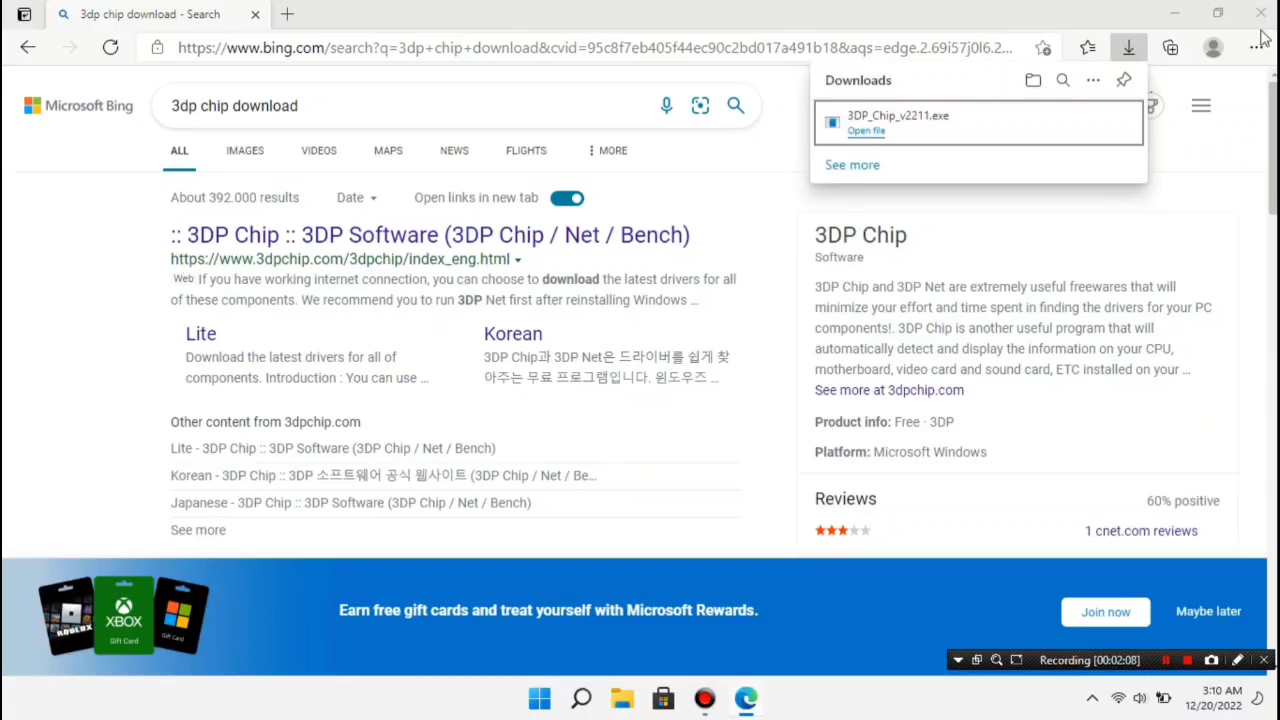 3dp chip download - Search
https://www.bing.com/search?q=3dp+chip+download&cvid=95c8f7eb405f44ec90c2bd017a491b18&aqs=edge.2.69i57j0l6.2...
Downloads
3DP_Chip_v2211.exe
Open file
See more
Microsoft Bing
3dp chip download
ALL IMAGES VIDEOS MAPS NEWS FLIGHTS MORE
About 392.000 results Date Open links in new tab
:: 3DP Chip :: 3DP Software (3DP Chip / Net / Bench)
https://www.3dpchip.com/3dpchip/index_eng.html
Web If you have working internet connection, you can choose to download the latest drivers for all
of these components. We recommend you to run 3DP Net first after reinstalling Windows ...
Lite
Download the latest drivers for all of
components. Introduction : You can use ...
Korean
3DP Chip과 3DP Net은 드라이버를 쉽게 찾
아주는 무료 프로그램입니다. 윈도우즈 ...
Other content from 3dpchip.com
Lite - 3DP Chip :: 3DP Software (3DP Chip / Net / Bench)
Korean - 3DP Chip :: 3DP 소프트웨어 공식 웹사이트 (3DP Chip / Net / Be...
Japanese - 3DP Chip :: 3DP Software (3DP Chip / Net / Bench)
See more
3DP Chip
Software
3DP Chip and 3DP Net are extremely useful freewares that will
minimize your effort and time spent in finding the drivers for your PC
components!. 3DP Chip is another useful program that will
automatically detect and display the information on your CPU,
motherboard, video card and sound card, ETC installed on your ...
See more at 3dpchip.com
Product info: Free · 3DP
Platform: Microsoft Windows
Reviews
60% positive
1 cnet.com reviews
ROBLOX
XBOX
Gift Card
Gift Card
Earn free gift cards and treat yourself with Microsoft Rewards.
Join now
Maybe later
Recording [00:02:08]
3:10 AM
12/20/2022